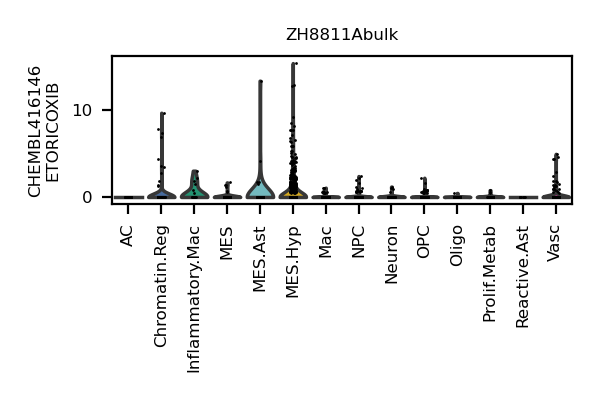 ZH8811Abulk
CHEMBL416146
ETORICOXIB
10
0
AC
Chromatin.Reg
Inflammatory.Mac
MES
MES.Ast
MES.Hyp
Mac
NPC
Neuron
OPC
Oligo
Prolif.Metab
Reactive.Ast
Vasc